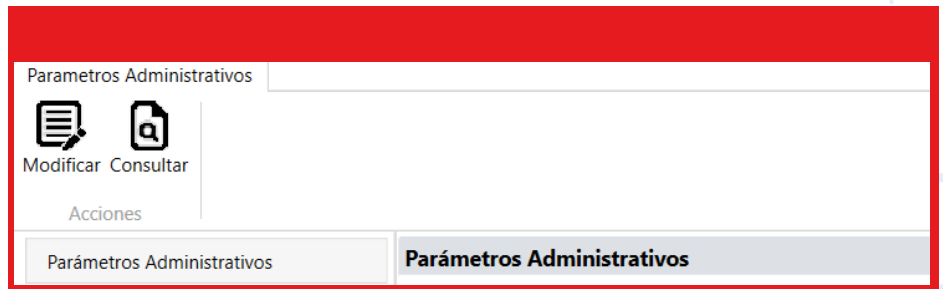 Parametros Administrativos
Modificar Consultar
Acciones
Parámetros Administrativos
Parámetros Administrativos